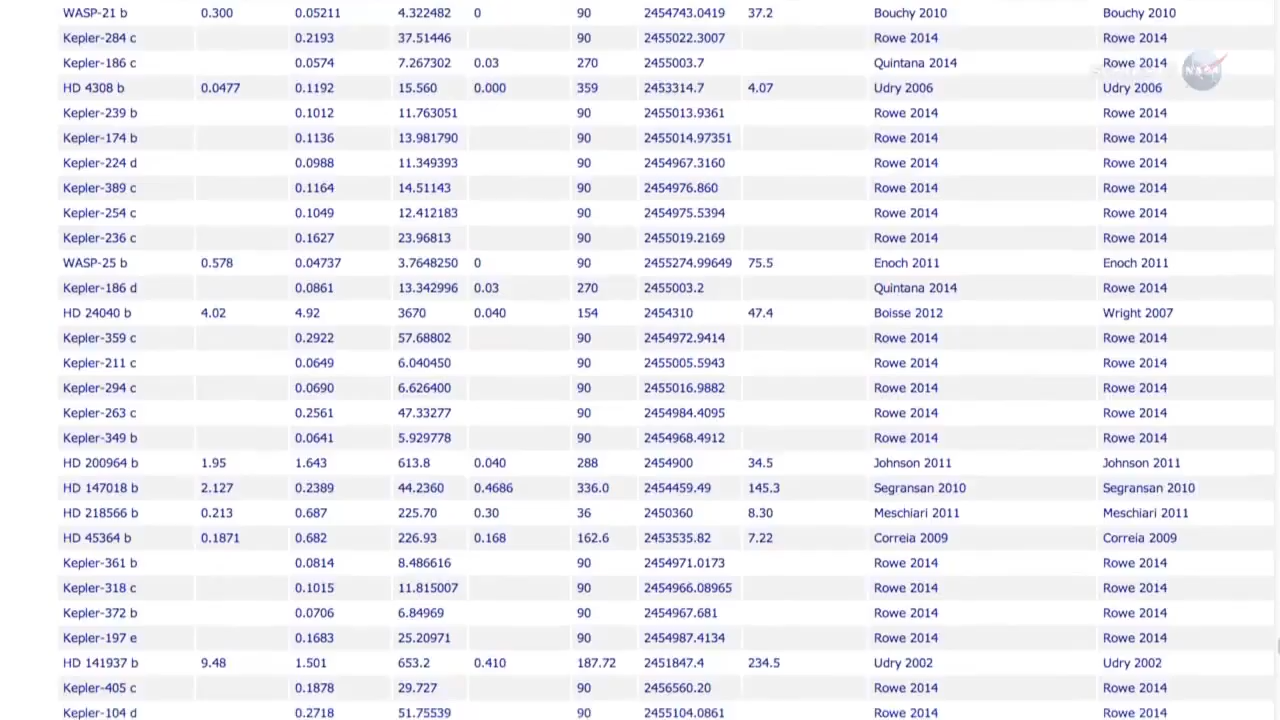 WASP-21 b 0.300 0.05211 4.322482 0 90 2454743.0419 37.2 Bouchy 2010 Bouchy 2010
Kepler-284 c 0.2193 37.51446 90 2455022.3007 Rowe 2014 Rowe 2014
Kepler-186 c 0.0574 7.267302 0.03 270 2455003.7 Quintana 2014 Rowe 2014
NASA
HD 4308 b 0.0477 0.1192 15.560 0.000 359 2453314.7 4.07 Udry 2006 Udry 2006
Kepler-239 b 0.1012 11.763051 90 2455013.9361 Rowe 2014 Rowe 2014
Kepler-174 b 0.1136 13.981790 90 2455014.97351 Rowe 2014 Rowe 2014
Kepler-224 d 0.0988 11.349393 90 2454967.3160 Rowe 2014 Rowe 2014
Kepler-389 c 0.1164 14.51143 90 2454976.860 Rowe 2014 Rowe 2014
Kepler-254 c 0.1049 12.412183 90 2454975.5394 Rowe 2014 Rowe 2014
Kepler-236 c 0.1627 23.96813 90 2455019.2169 Rowe 2014 Rowe 2014
WASP-25 b 0.578 0.04737 3.7648250 0 90 2455274.99649 75.5 Enoch 2011 Enoch 2011
Kepler-186 d 0.0861 13.342996 0.03 270 2455003.2 Quintana 2014 Rowe 2014
HD 24040 b 4.02 4.92 3670 0.040 154 2454310 47.4 Boisse 2012 Wright 2007
Kepler-359 c 0.2922 57.68802 90 2454972.9414 Rowe 2014 Rowe 2014
Kepler-211 c 0.0649 6.040450 90 2455005.5943 Rowe 2014 Rowe 2014
Kepler-294 c 0.0690 6.626400 90 2455016.9882 Rowe 2014 Rowe 2014
Kepler-263 c 0.2561 47.33277 90 2454984.4095 Rowe 2014 Rowe 2014
Kepler-349 b 0.0641 5.929778 90 2454968.4912 Rowe 2014 Rowe 2014
HD 200964 b 1.95 1.643 613.8 0.040 288 2454900 34.5 Johnson 2011 Johnson 2011
HD 147018 b 2.127 0.2389 44.2360 0.4686 336.0 2454459.49 145.3 Segransan 2010 Segransan 2010
HD 218566 b 0.213 0.687 225.70 0.30 36 2450360 8.30 Meschiari 2011 Meschiari 2011
HD 45364 b 0.1871 0.682 226.93 0.168 162.6 2453535.82 7.22 Correia 2009 Correia 2009
Kepler-361 b 0.0814 8.486616 90 2454971.0173 Rowe 2014 Rowe 2014
Kepler-318 c 0.1015 11.815007 90 2454966.08965 Rowe 2014 Rowe 2014
Kepler-372 b 0.0706 6.84969 90 2454967.681 Rowe 2014 Rowe 2014
Kepler-197 e 0.1683 25.20971 90 2454987.4134 Rowe 2014 Rowe 2014
HD 141937 b 9.48 1.501 653.2 0.410 187.72 2451847.4 234.5 Udry 2002 Udry 2002
Kepler-405 c 0.1878 29.727 90 2456560.20 Rowe 2014 Rowe 2014
Kepler-104 d 0.2718 51.75539 90 2455104.0861 Rowe 2014 Rowe 2014